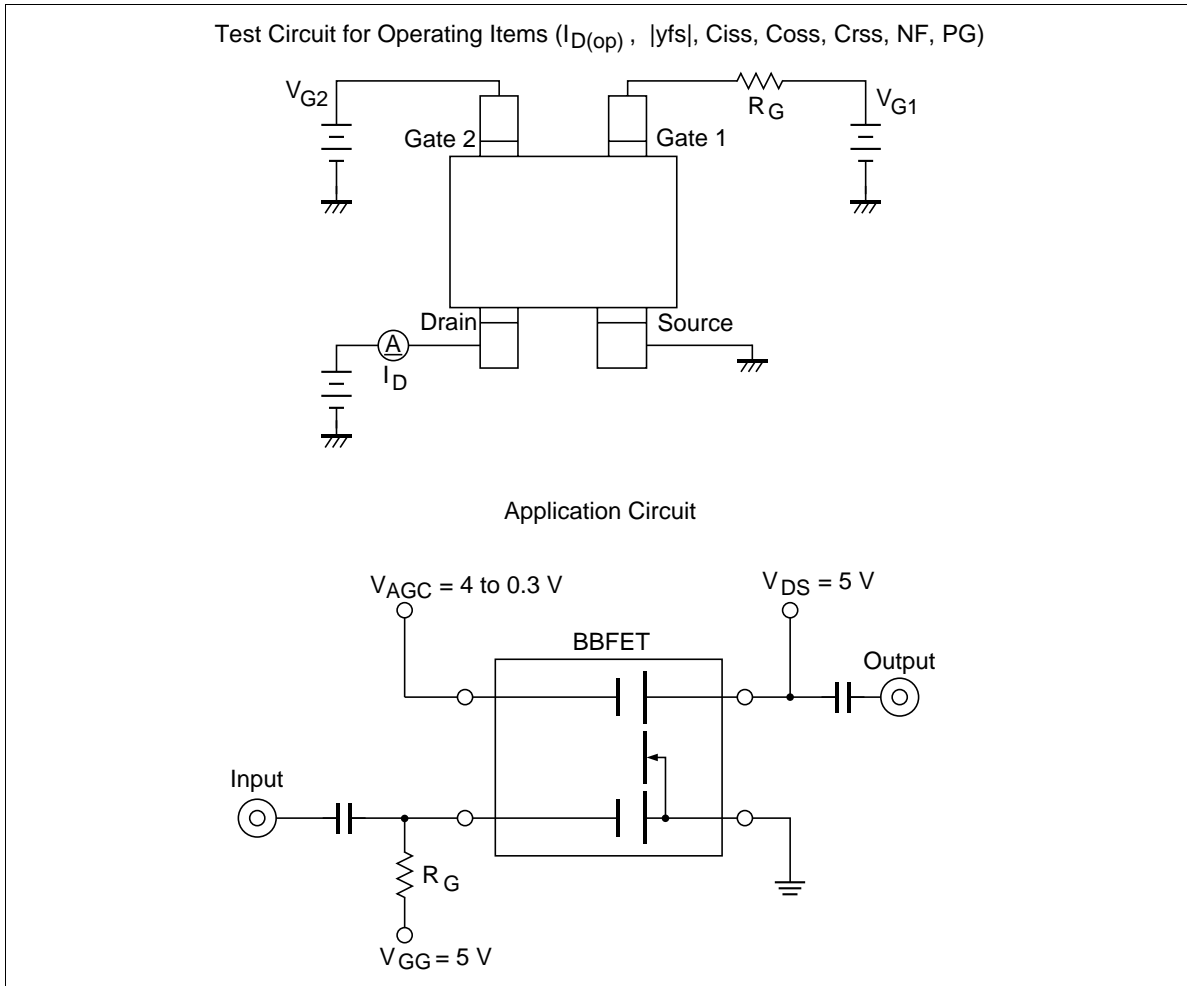 Test Circuit for Operating Items (I_D(op) , |yfs|, Ciss, Coss, Crss, NF, PG)
V_G2
R_G
V_G1
Gate 2
Gate 1
Drain
Source
A
I_D
Application Circuit
V_AGC = 4 to 0.3 V
V_DS = 5 V
BBFET
Output
Input
R_G
V_GG = 5 V